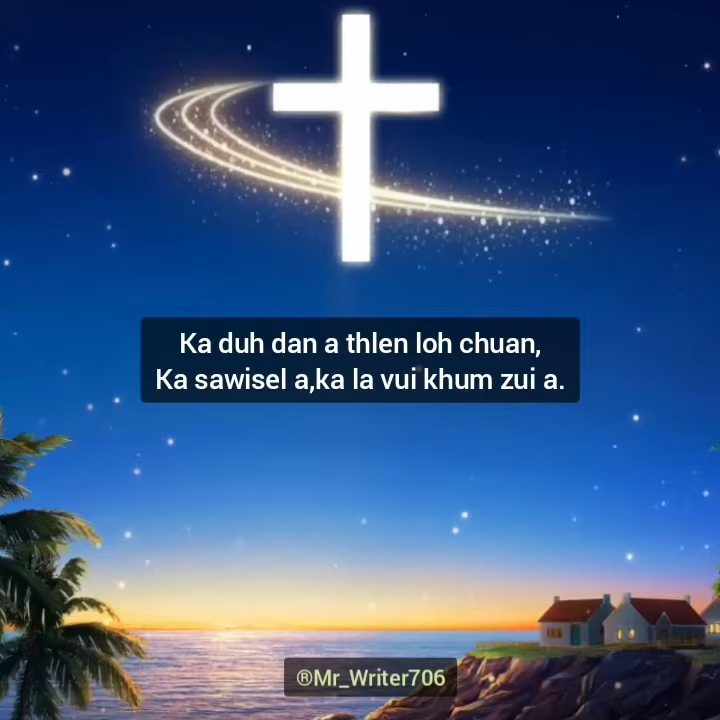 Ka duh dan a thlen loh chuan,
Ka sawisel a,ka la vui khum zui a.
®Mr_Writer706